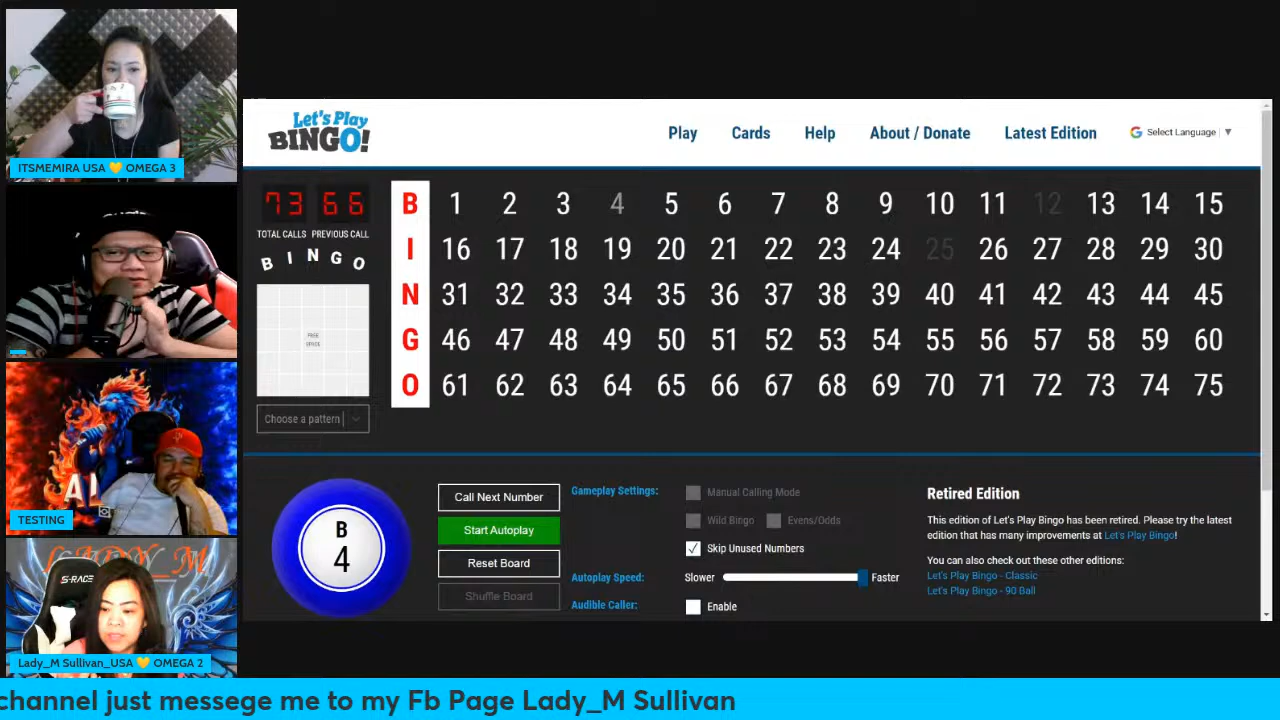 ITSMEMIRA USA 💛 OMEGA 3
TESTING
S-RACE
LADY_M
Lady_M Sullivan_USA 💛 OMEGA 2
Let's Play
BINGO!
Play
Cards
Help
About / Donate
Latest Edition
Select Language
73 66
TOTAL CALLS PREVIOUS CALL
B I N G O
FREE
SPACE
Choose a pattern
B 1 2 3 4 5 6 7 8 9 10 11 12 13 14 15
I 16 17 18 19 20 21 22 23 24 25 26 27 28 29 30
N 31 32 33 34 35 36 37 38 39 40 41 42 43 44 45
G 46 47 48 49 50 51 52 53 54 55 56 57 58 59 60
O 61 62 63 64 65 66 67 68 69 70 71 72 73 74 75
B
4
Call Next Number
Start Autoplay
Reset Board
Shuffle Board
Gameplay Settings:
Manual Calling Mode
Wild Bingo
Evens/Odds
Skip Unused Numbers
Autoplay Speed:
Slower
Faster
Audible Caller:
Enable
Retired Edition
This edition of Let's Play Bingo has been retired. Please try the latest
edition that has many improvements at Let's Play Bingo!
You can also check out these other editions:
Let's Play Bingo - Classic
Let's Play Bingo - 90 Ball
channel just messege me to my Fb Page Lady_M Sullivan